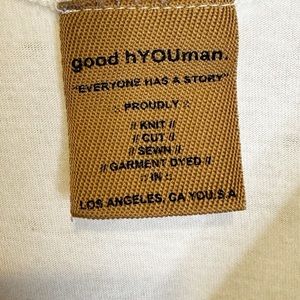 good hYOUman.
"EVERYONE HAS A STORY"
PROUDLY ::
// KNIT //
// CUT //
// SEWN //
// GARMENT DYED //
:: IN ::
LOS ANGELES, CA YOU.S.A